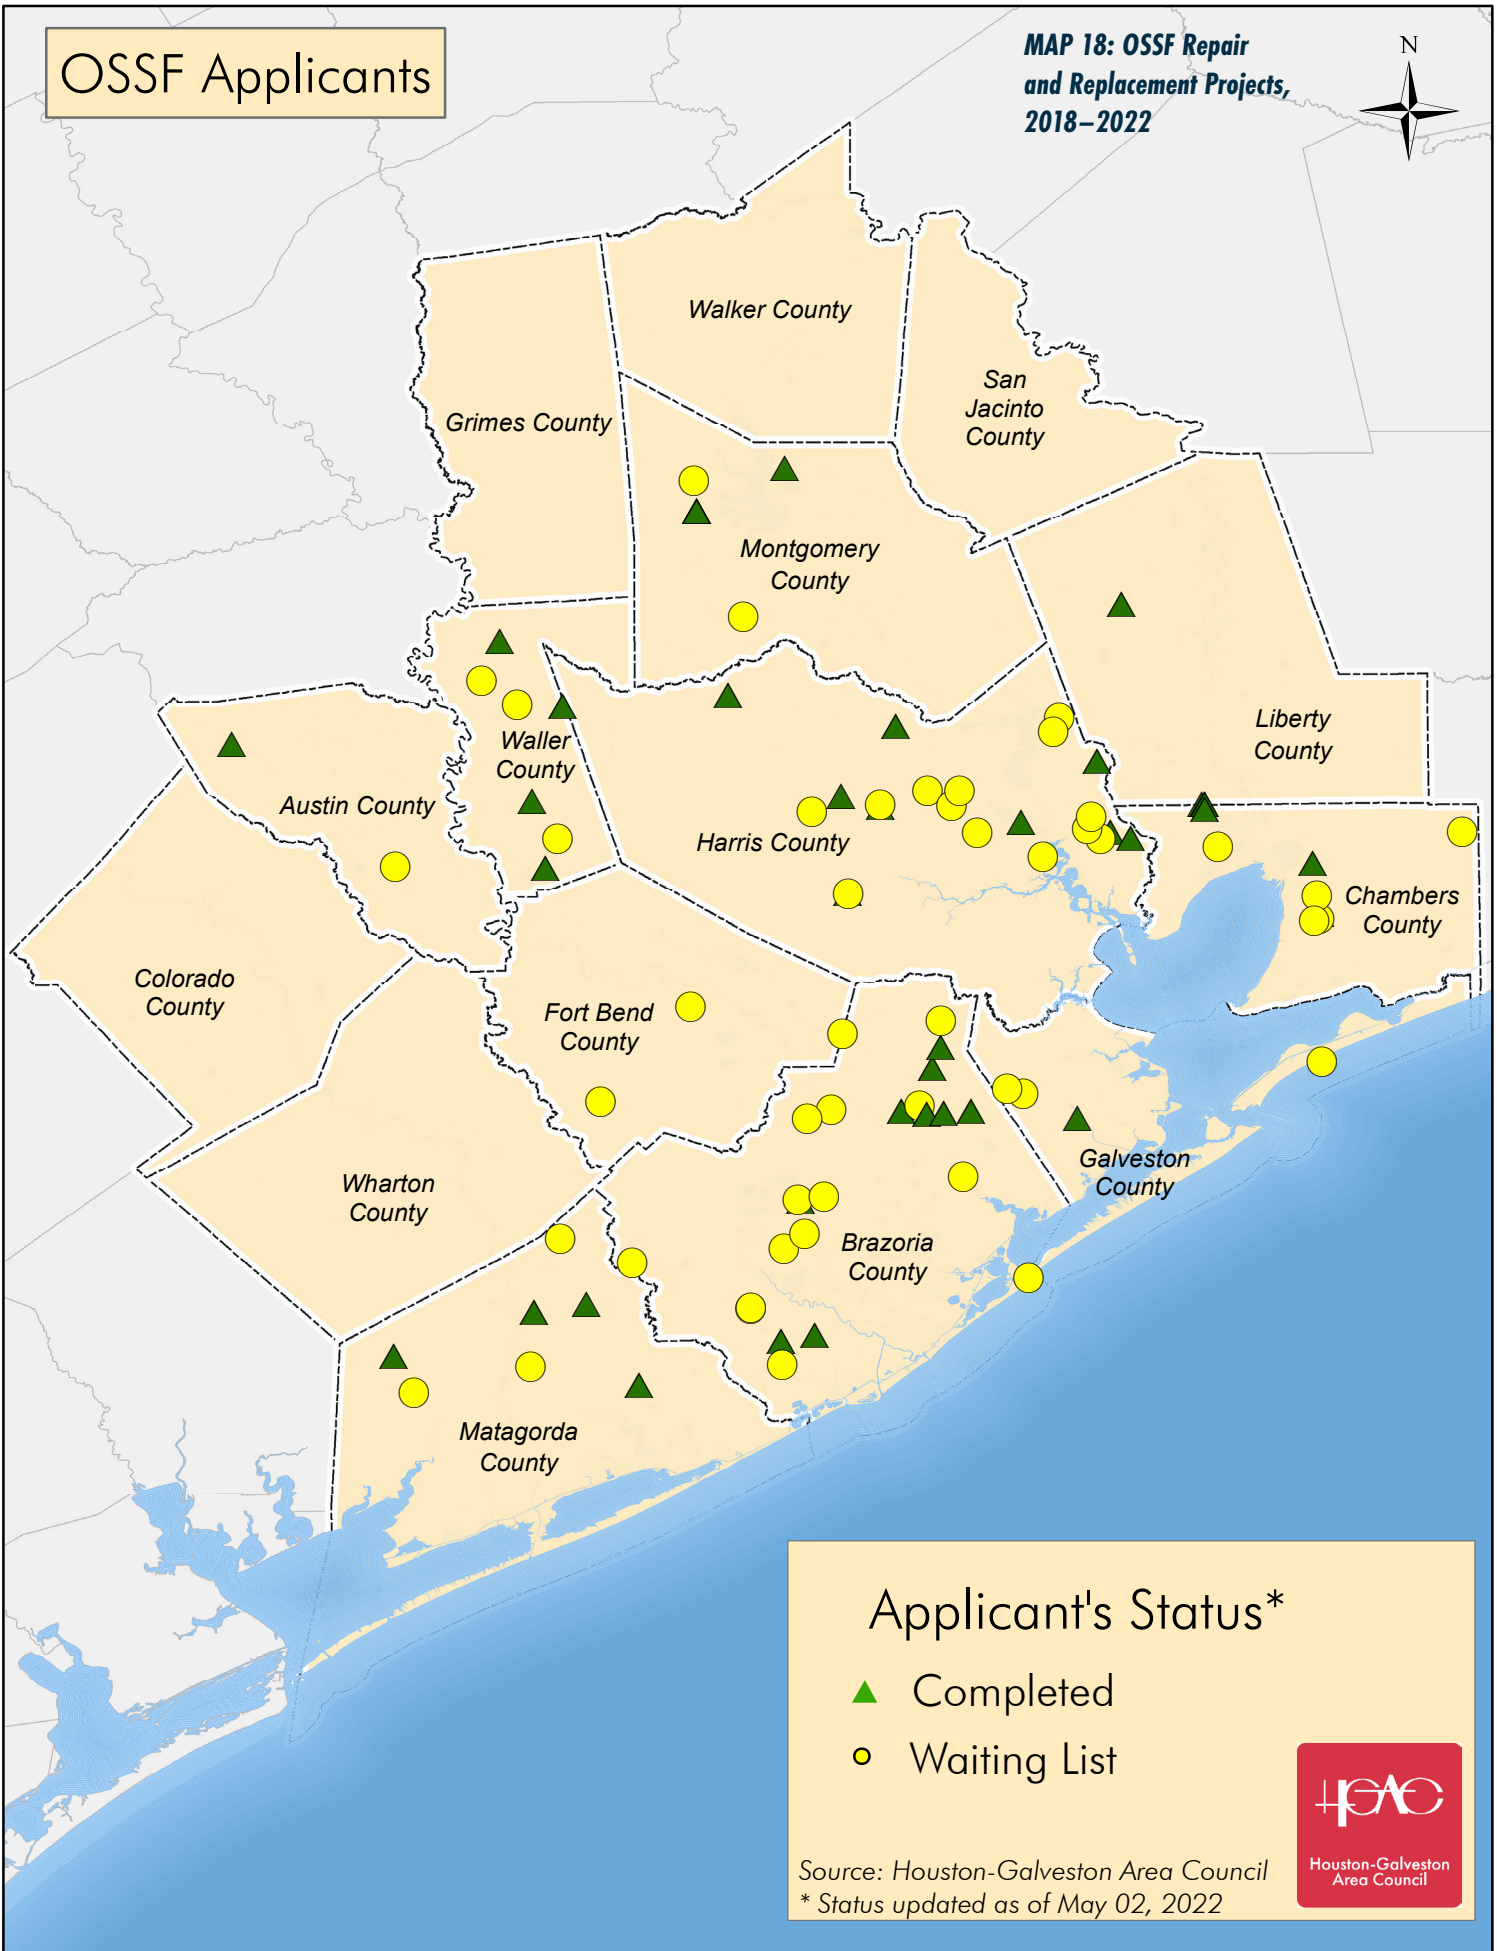 OSSF Applicants
MAP 18: OSSF Repair
and Replacement Projects,
2018–2022
N
Walker County
San
Jacinto
County
Grimes County
Montgomery
County
Liberty
County
Waller
County
Austin County
Harris County
Chambers
County
Colorado
County
Fort Bend
County
Wharton
County
Galveston
County
Brazoria
County
Matagorda
County
Applicant's Status*
Completed
Waiting List
Source: Houston-Galveston Area Council
* Status updated as of May 02, 2022
HGAC
Houston-Galveston
Area Council